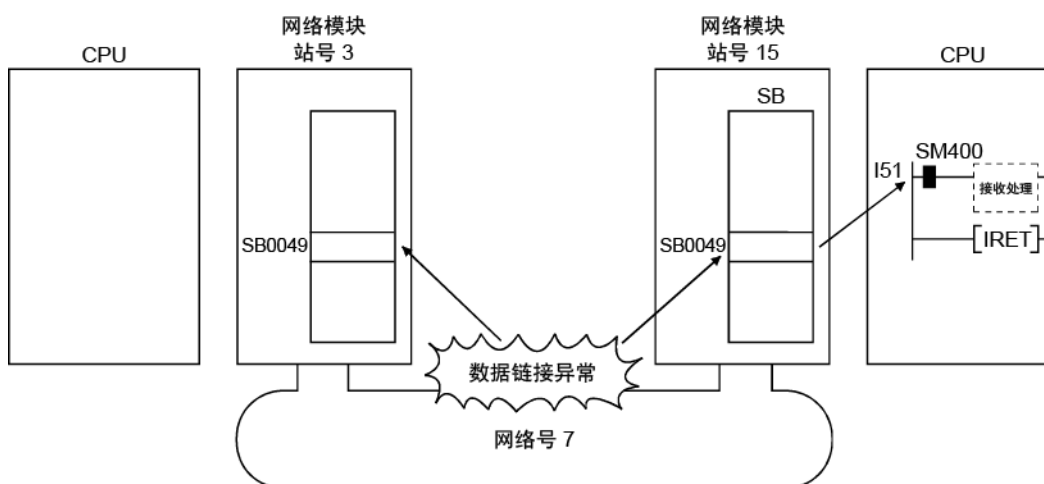 CPU
网络模块
站号 3
网络模块
站号 15
CPU
SB
SM400
I51
接收处理
SB0049
SB0049
IRET
数据链接异常
网络号 7